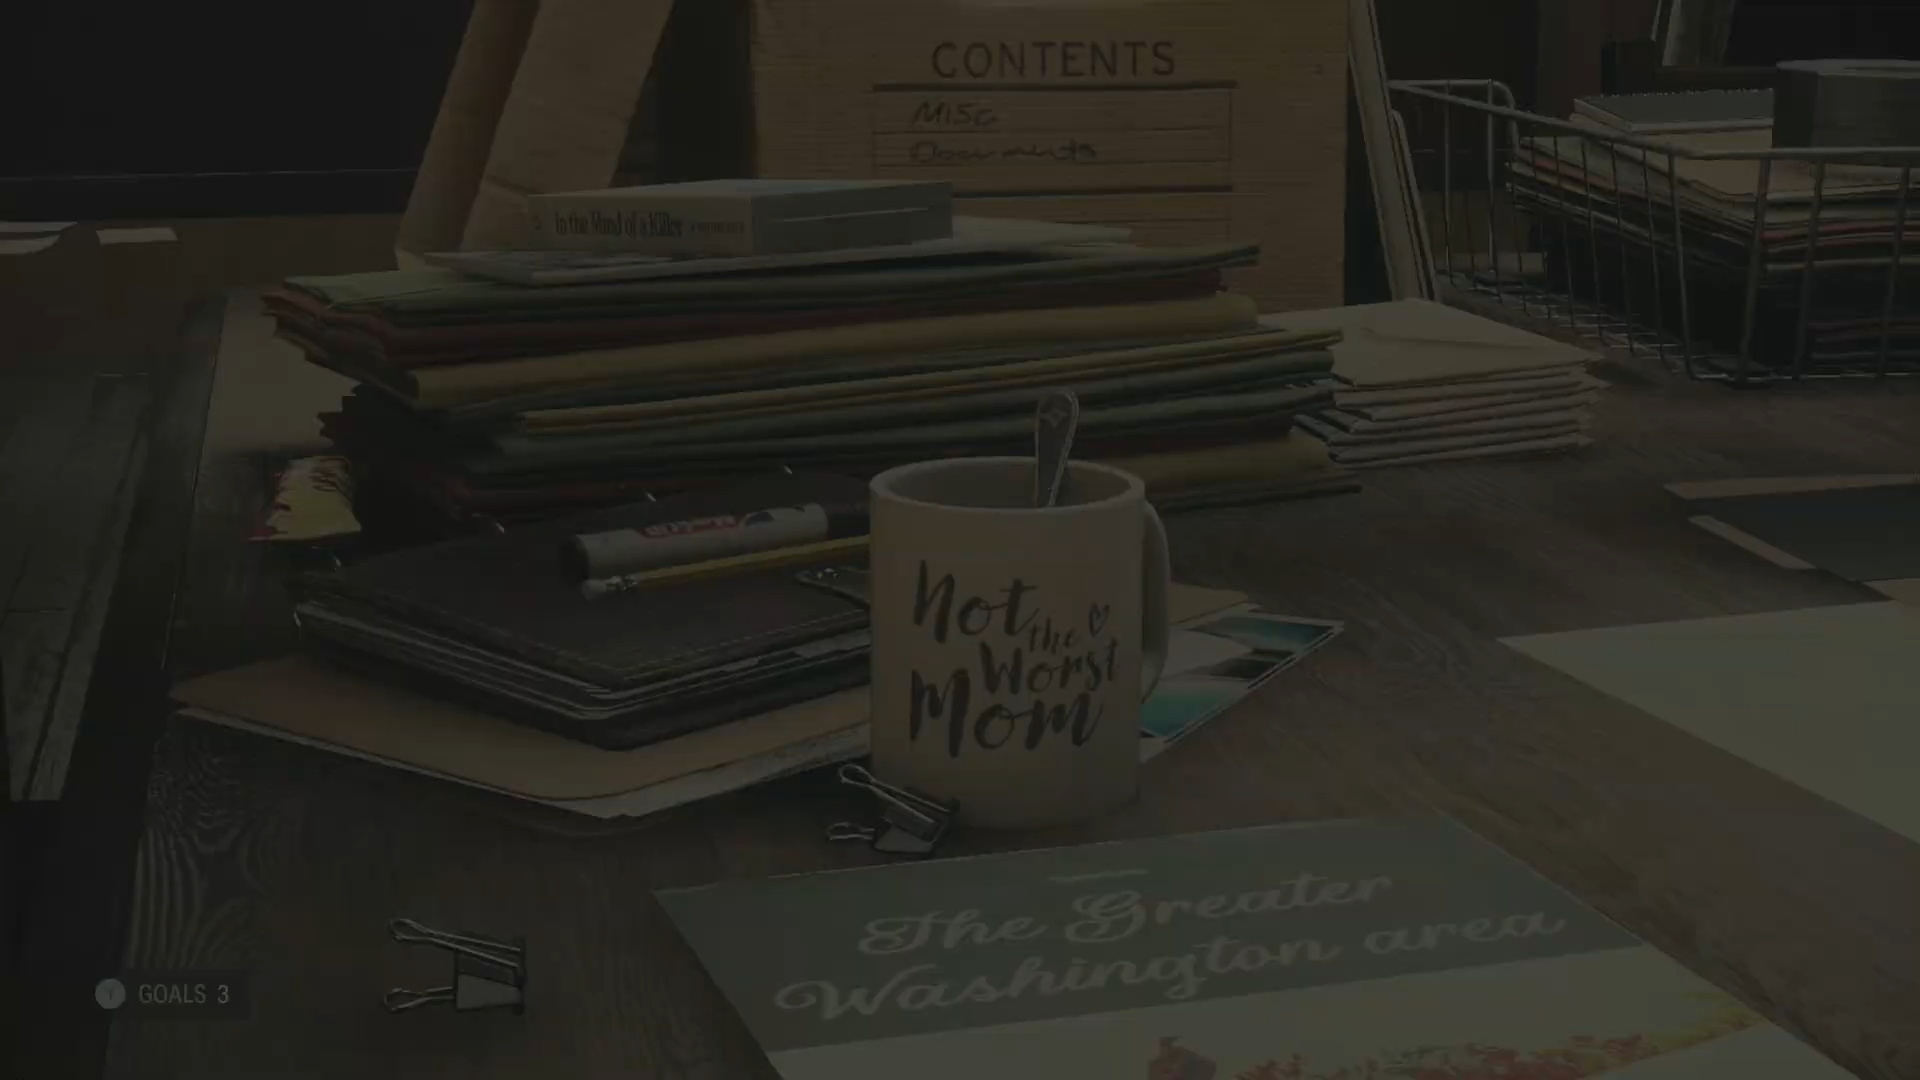 CONTENTS
Misc
Documents
In the Mind of a Killer
Not
the
Worst
Mom
The Greater
Washington area
Y GOALS 3